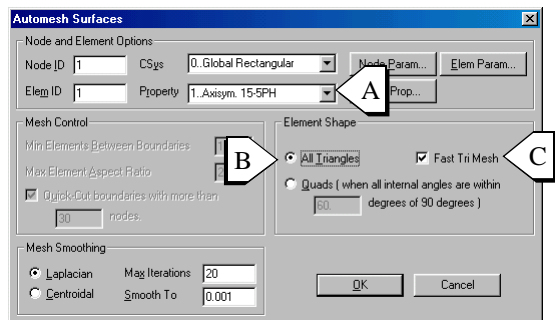 Automesh Surfaces
Node and Element Options
Node ID 1 CSys 0..Global Rectangular Node Param... Elem Param...
Elem ID 1 Property 1..Axisym. 15-5PH A Prop...
Mesh Control
Min Elements Between Boundaries
Max Element Aspect Ratio
Quick-Cut boundaries with more than
30 nodes.
Element Shape
B All Triangles Fast Tri Mesh C
Quads ( when all internal angles are within
60. degrees of 90 degrees )
Mesh Smoothing
Laplacian Max Iterations 20
Centroidal Smooth To 0.001
OK Cancel